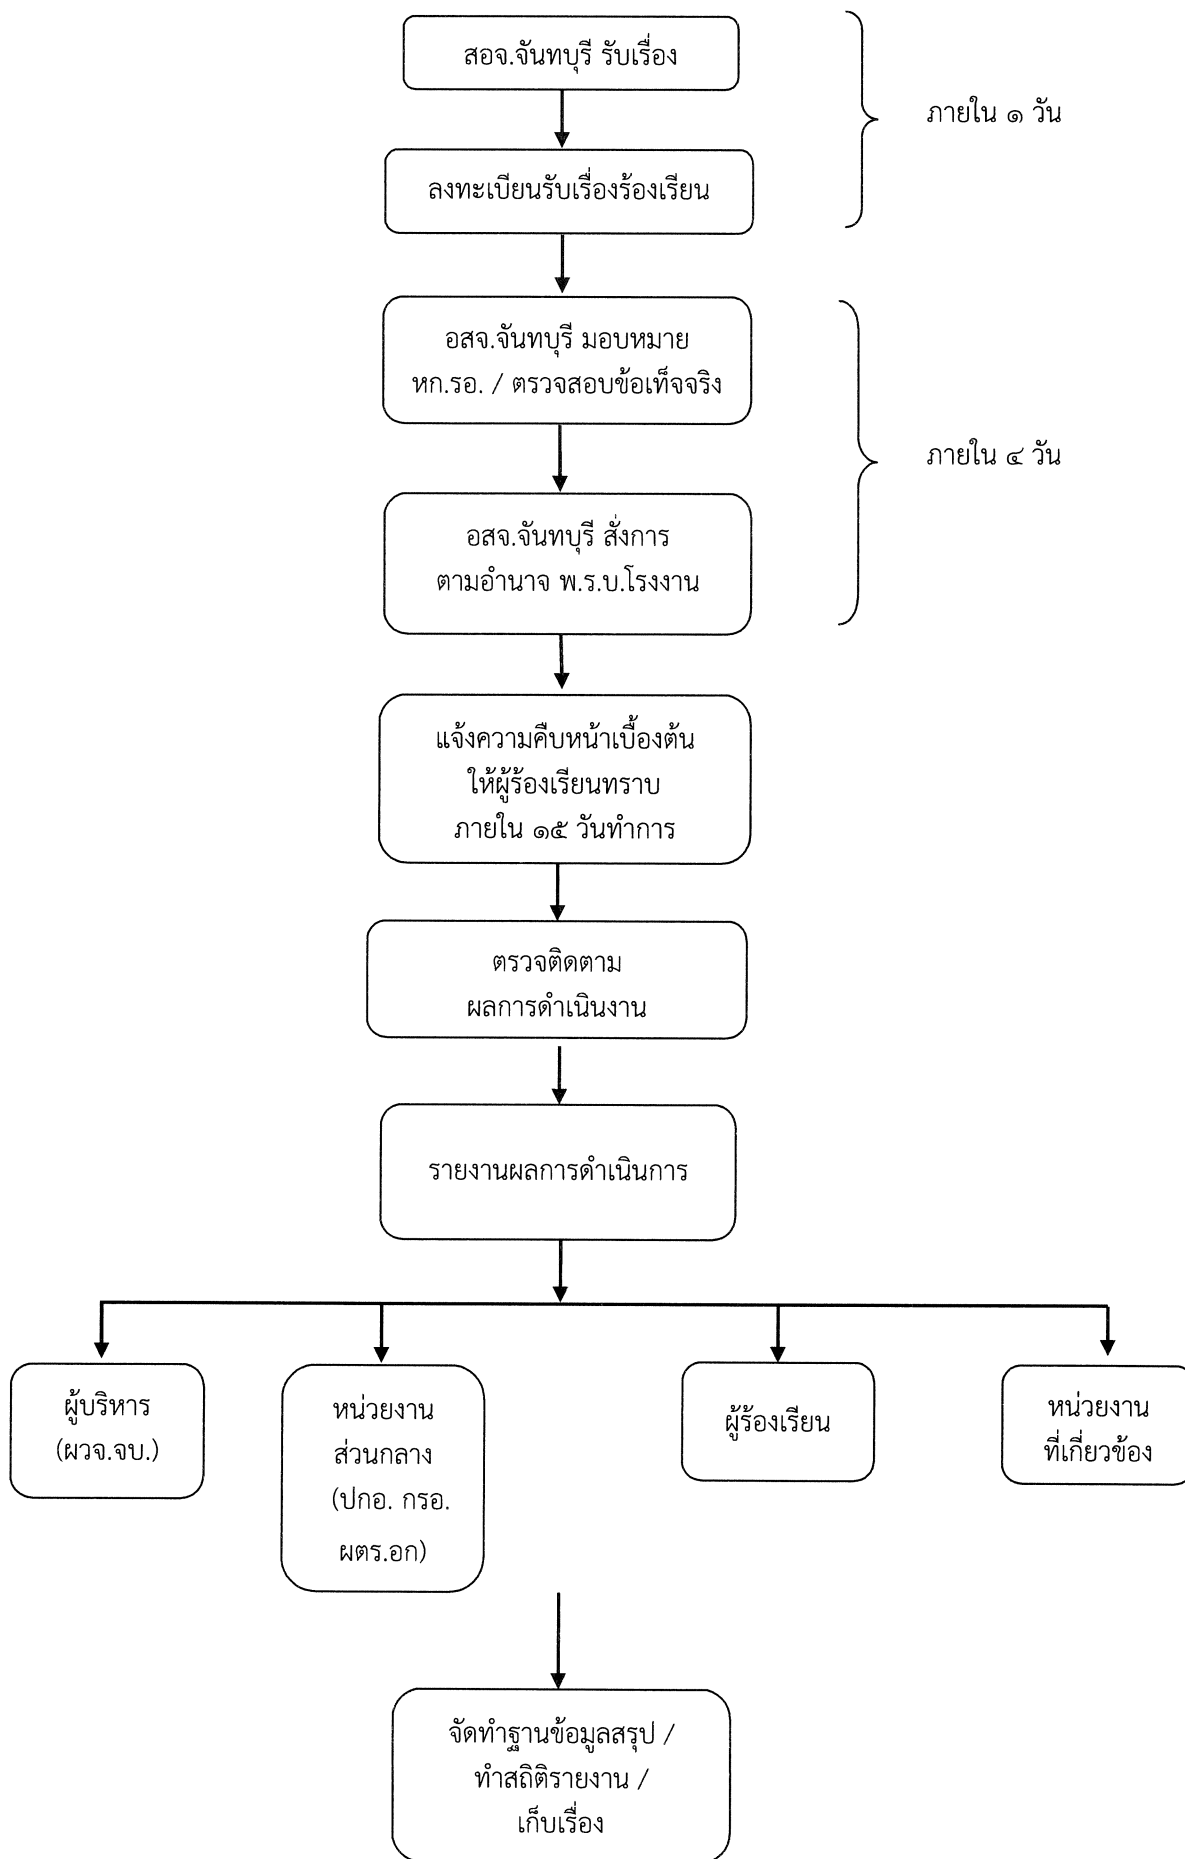 สอจ.จันทบุรี รับเรื่อง
ภายใน ๑ วัน
ลงทะเบียนรับเรื่องร้องเรียน
อสจ.จันทบุรี มอบหมาย
หก.รอ. / ตรวจสอบข้อเท็จจริง
ภายใน ๔ วัน
อสจ.จันทบุรี สั่งการ
ตามอำนาจ พ.ร.บ.โรงงาน
แจ้งความคืบหน้าเบื้องต้น
ให้ผู้ร้องเรียนทราบ
ภายใน ๑๕ วันทำการ
ตรวจติดตาม
ผลการดำเนินงาน
รายงานผลการดำเนินการ
ผู้บริหาร
(ผวจ.จบ.)
หน่วยงาน
ส่วนกลาง
(ปกอ. กรอ.
ผตร.อก)
ผู้ร้องเรียน
หน่วยงาน
ที่เกี่ยวข้อง
จัดทำฐานข้อมูลสรุป /
ทำสถิติรายงาน /
เก็บเรื่อง